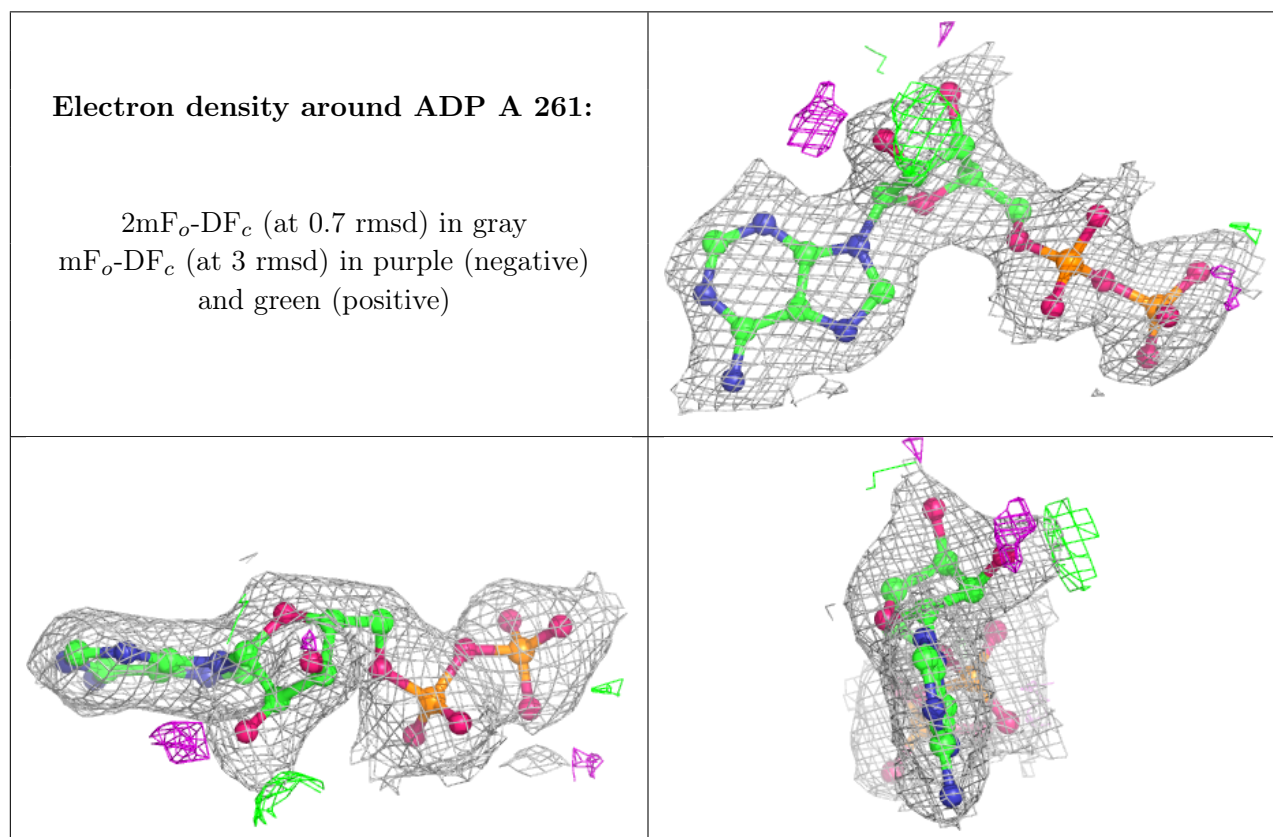 Electron density around ADP A 261:
2mFₒ-DF𝑐 (at 0.7 rmsd) in gray
mFₒ-DF𝑐 (at 3 rmsd) in purple (negative)
and green (positive)